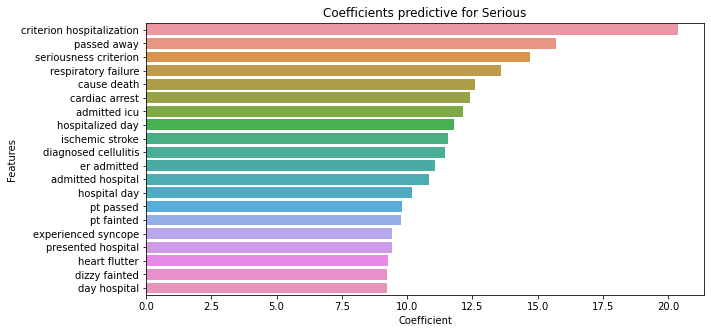 Coefficients predictive for Serious
criterion hospitalization
passed away
seriousness criterion
respiratory failure
cause death
cardiac arrest
admitted icu
hospitalized day
ischemic stroke
diagnosed cellulitis
er admitted
admitted hospital
hospital day
pt passed
pt fainted
experienced syncope
presented hospital
heart flutter
dizzy fainted
day hospital
Features
0.0 2.5 5.0 7.5 10.0 12.5 15.0 17.5 20.0
Coefficient